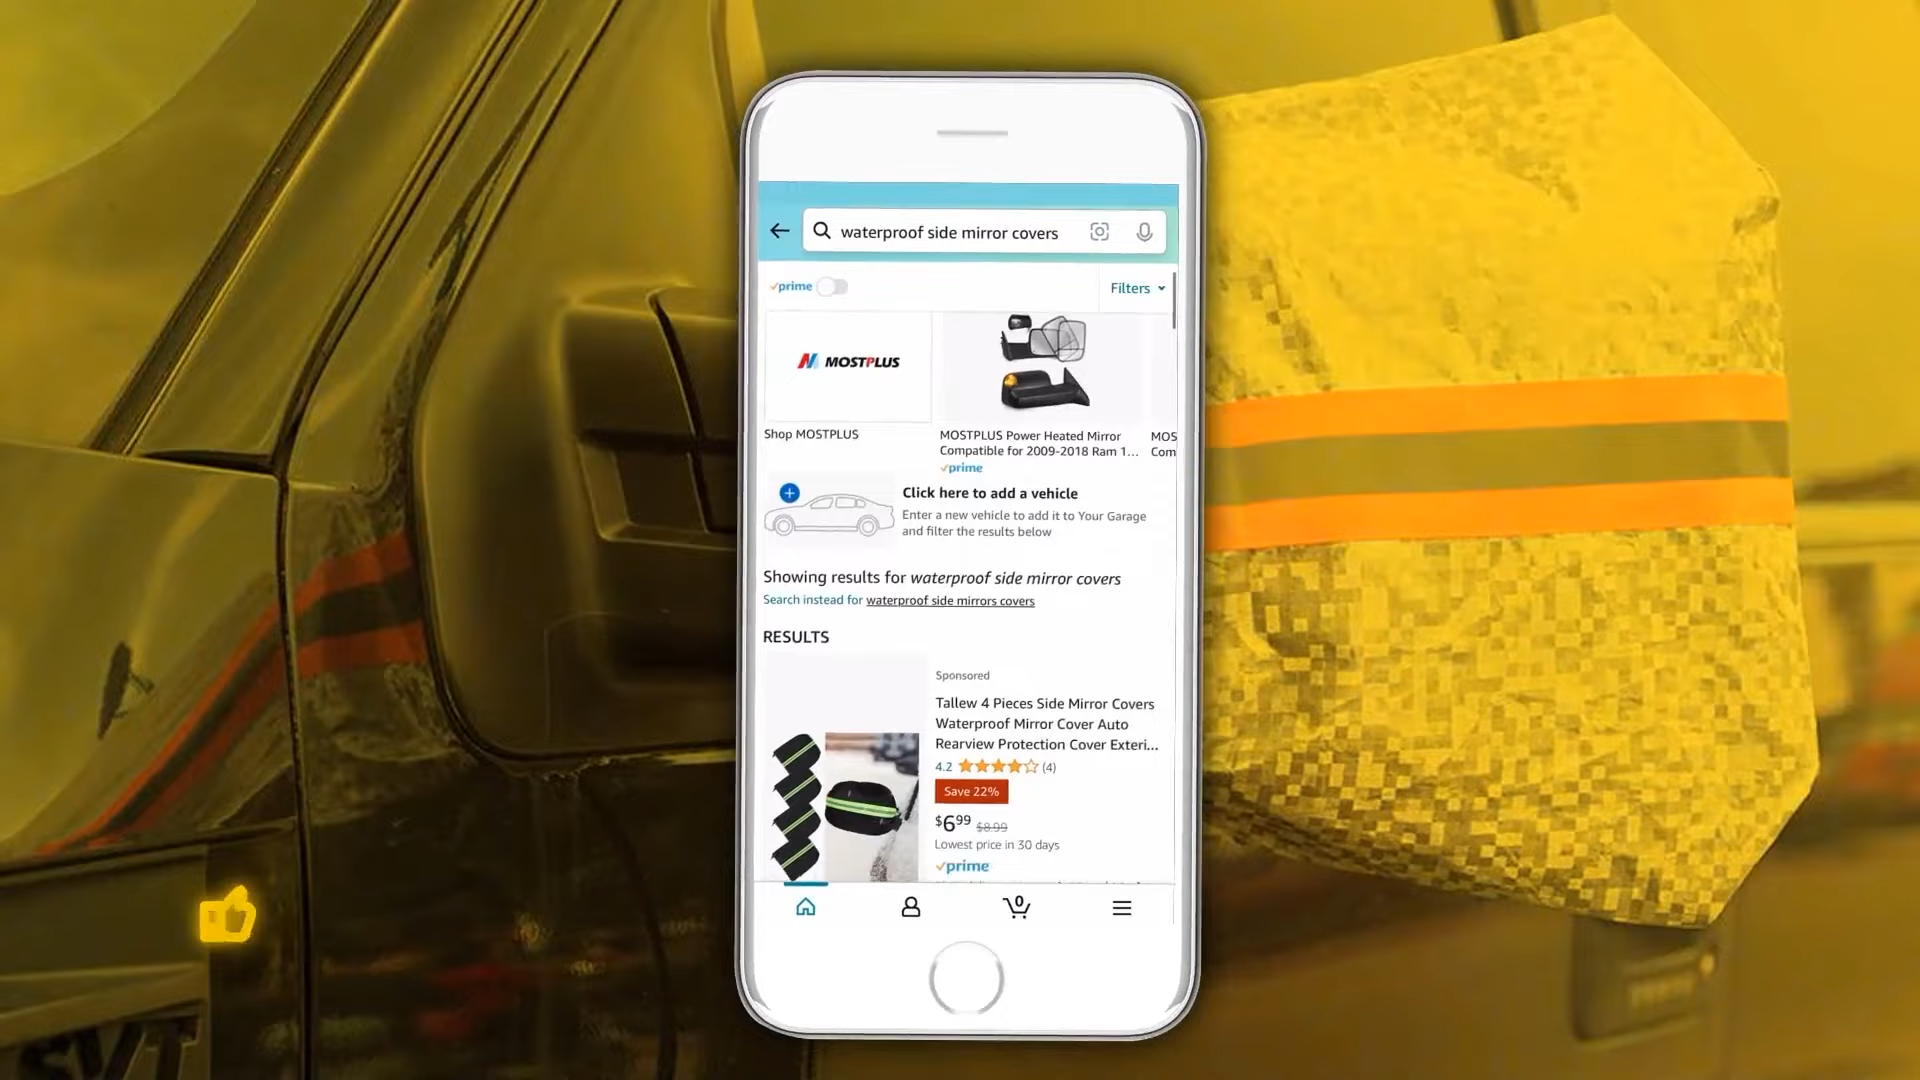 waterproof side mirror covers
prime
Filters
MOSTPLUS
Shop MOSTPLUS
MOSTPLUS Power Heated Mirror
Compatible for 2009-2018 Ram 1...
prime
MOS
Com
Click here to add a vehicle
Enter a new vehicle to add it to Your Garage
and filter the results below
Showing results for waterproof side mirror covers
Search instead for waterproof side mirrors covers
RESULTS
Sponsored
Tallew 4 Pieces Side Mirror Covers
Waterproof Mirror Cover Auto
Rearview Protection Cover Exteri...
4.2 (4)
Save 22%
$6.99 $8.99
Lowest price in 30 days
prime
0